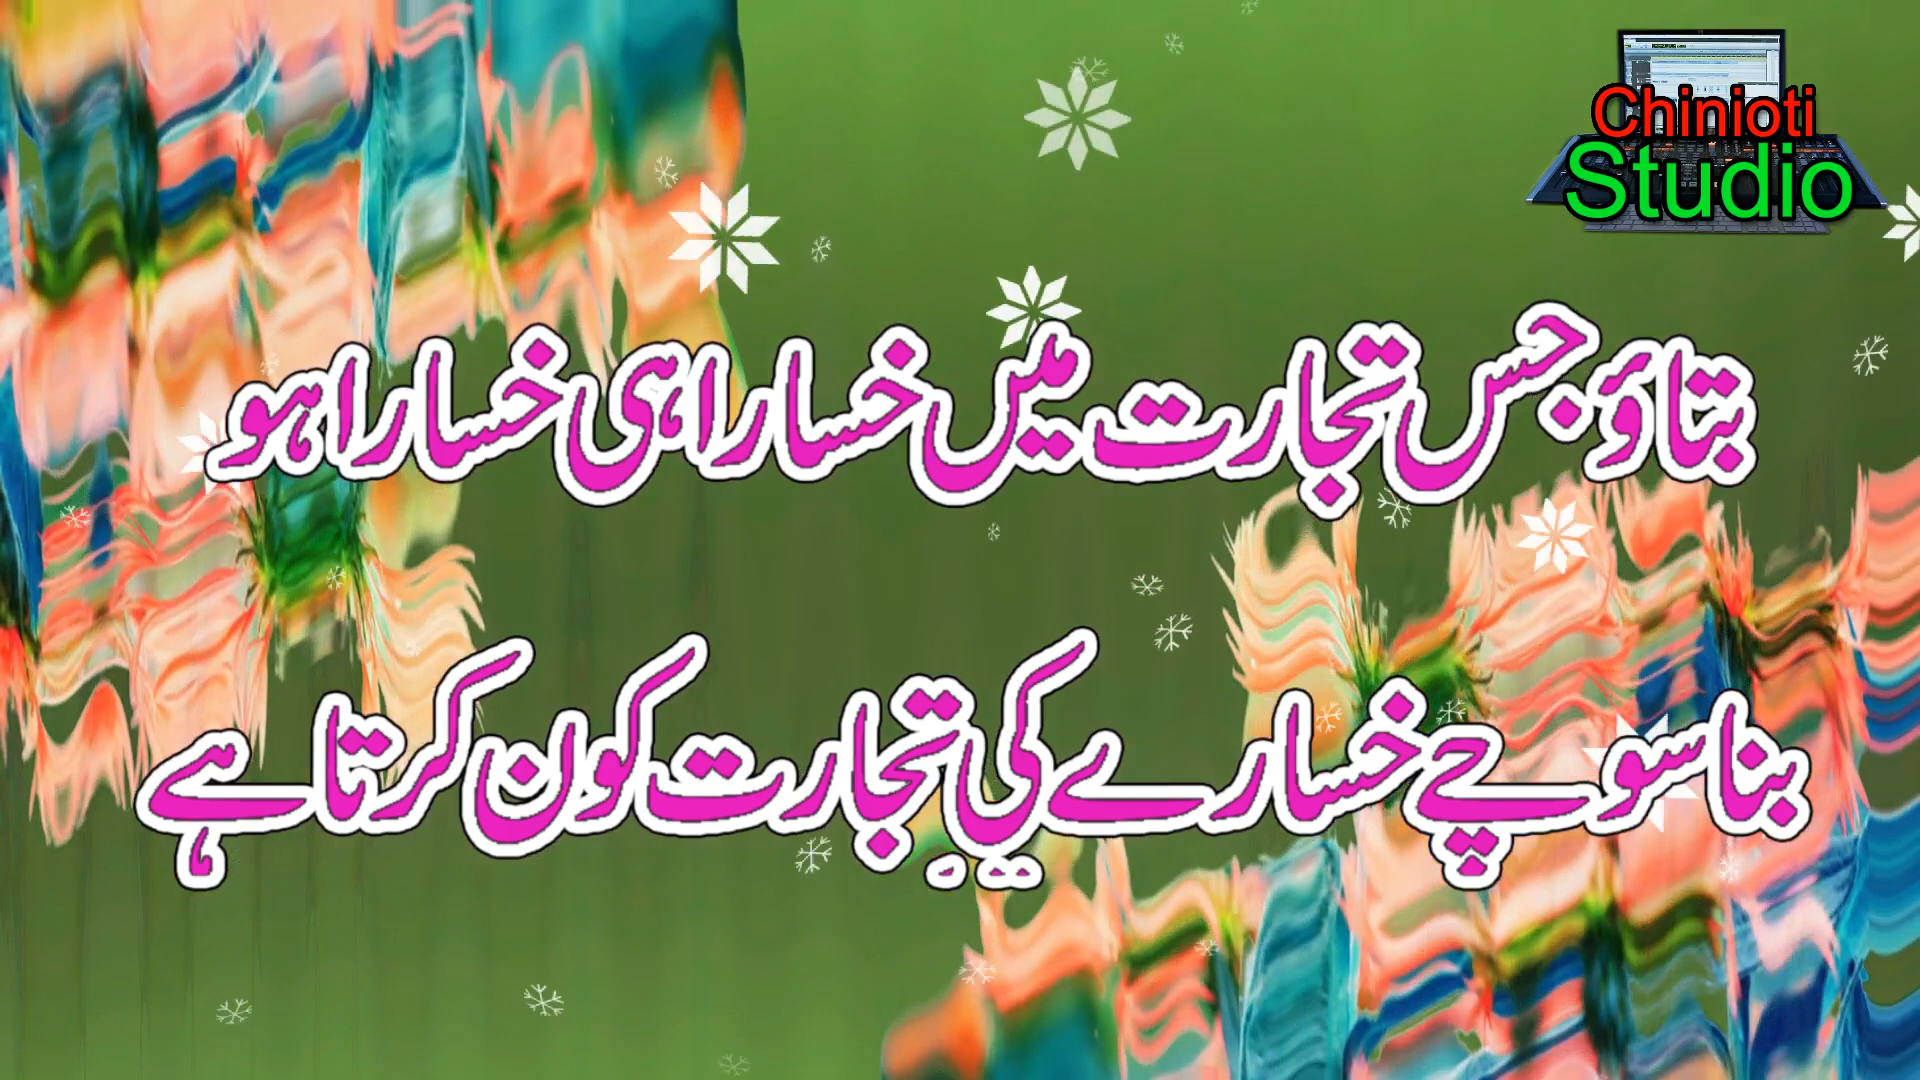 Chinioti
Studio
بتاؤ جس تجارت میں خسارا ہی خسارا ہو
بنا سوچے خسارے کی تجارت کون کرتا ہے